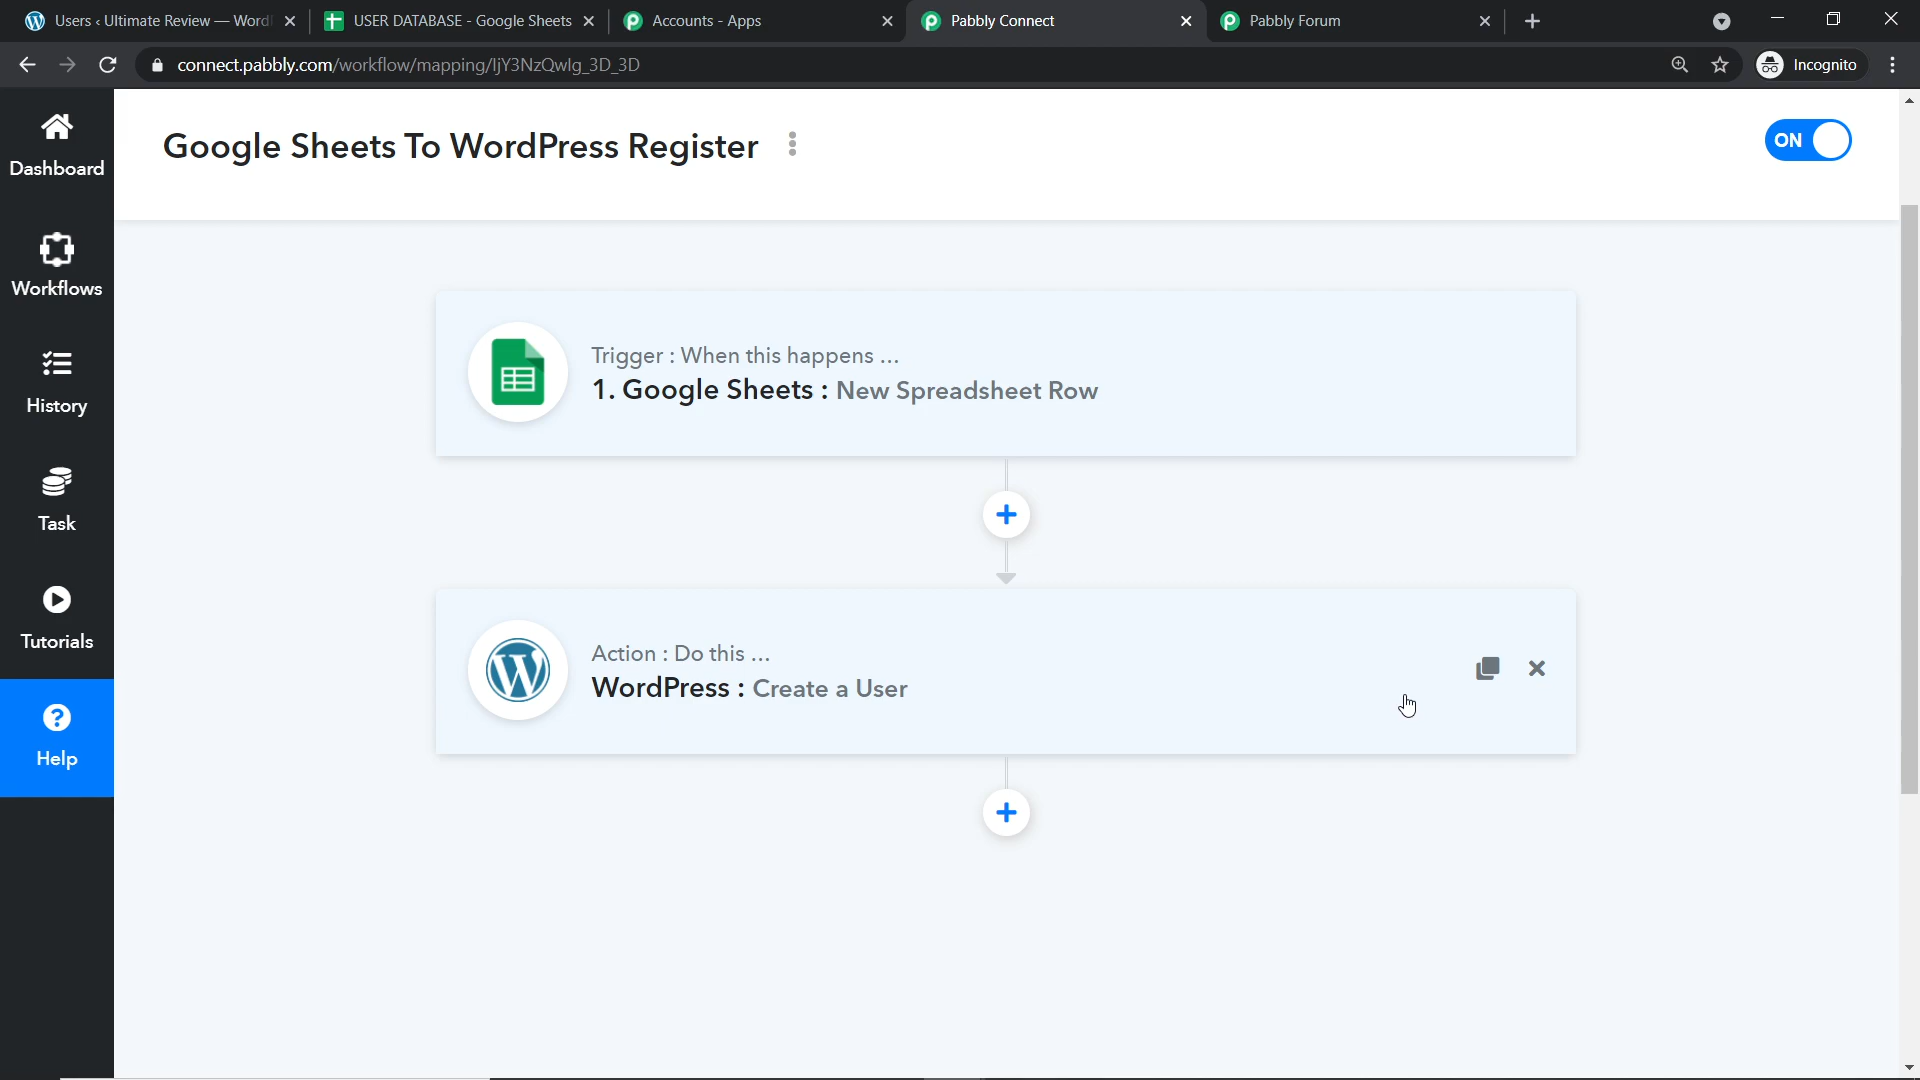 Users ‹ Ultimate Review — Word
USER DATABASE - Google Sheets
Accounts - Apps
Pabbly Connect
Pabbly Forum
connect.pabbly.com/workflow/mapping/IjY3NzQwIg_3D_3D
Incognito
Dashboard
Workflows
History
Task
Tutorials
Help
Google Sheets To WordPress Register
ON
Trigger : When this happens ...
1. Google Sheets : New Spreadsheet Row
Action : Do this ...
WordPress : Create a User